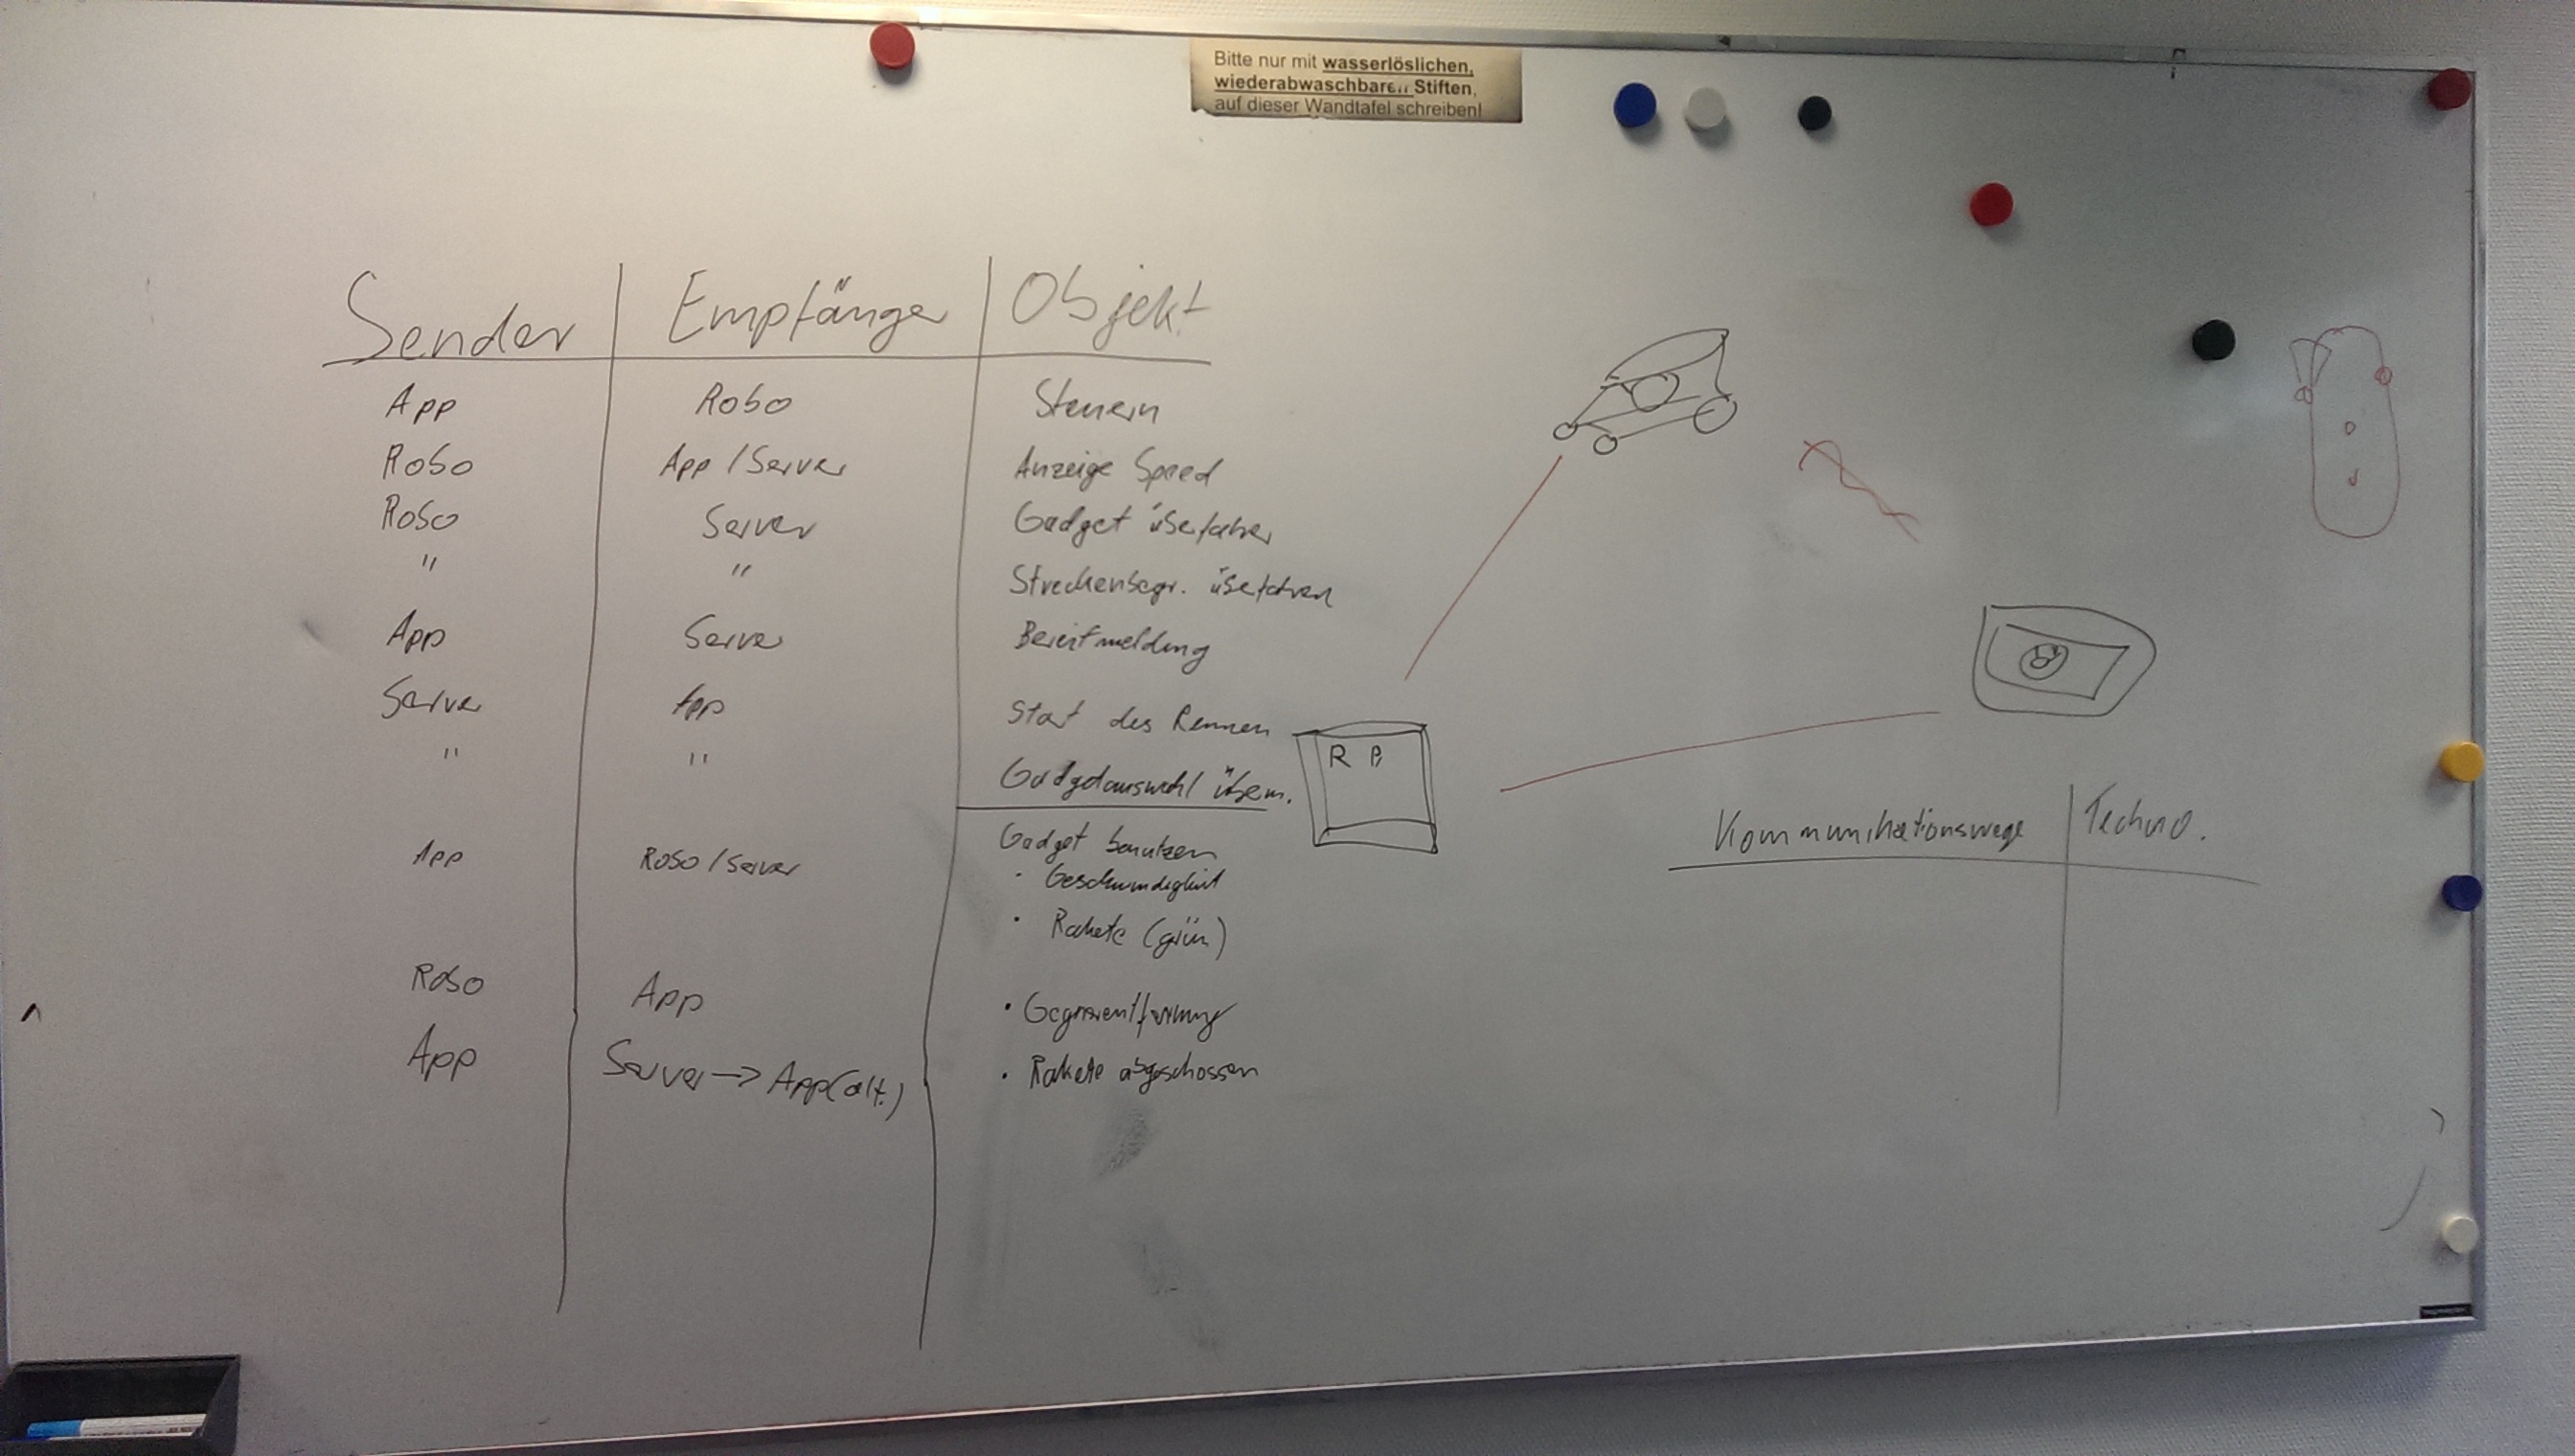 Bitte nur mit wasserlöslichen,
wiederabwaschbaren Stiften,
auf dieser Wandtafel schreiben!
Sender Empfänger Objekt
App Robo Steuern
Robo App / Server Anzeige Speed
Robo Server Gadget überfahren
" " Streckenbegr. überfahren
App Server Bereitmeldung
Server App Start des Rennen
" " Gadgetauswahl überm.
R B
App Robo / Server Gadget benutzen
· Geschwindigkeit
· Rakete (grün)
Robo App · Gegnerentfernung
App Server → App (alt.) · Rakete abgeschossen
Kommunikationswege Techno.